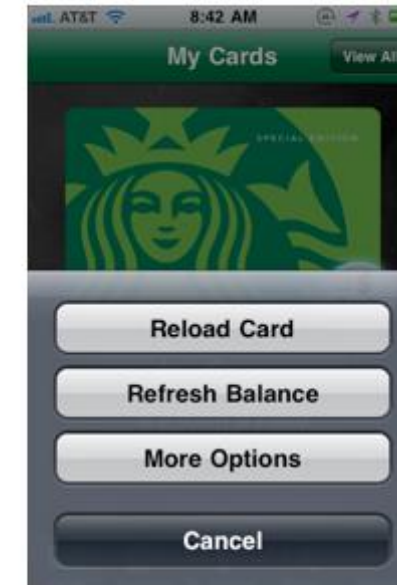 AT&T 8:42 AM
My Cards View All
SPECIAL EDITION
Reload Card
Refresh Balance
More Options
Cancel